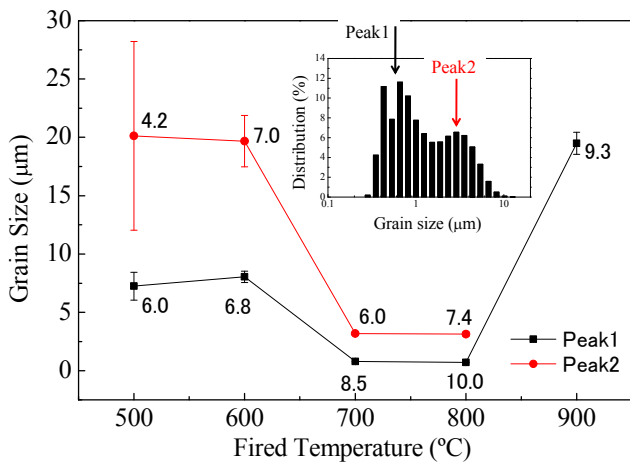 30
25
20
15
10
5
0
Grain Size (μm)
500 600 700 800 900
Fired Temperature (ºC)
4.2
7.0
6.0
7.4
6.0
6.8
8.5
10.0
9.3
Peak1
Peak2
Peak1
Peak2
14
12
10
8
6
4
2
0
Distribution (%)
0.1 1 10
Grain size (μm)